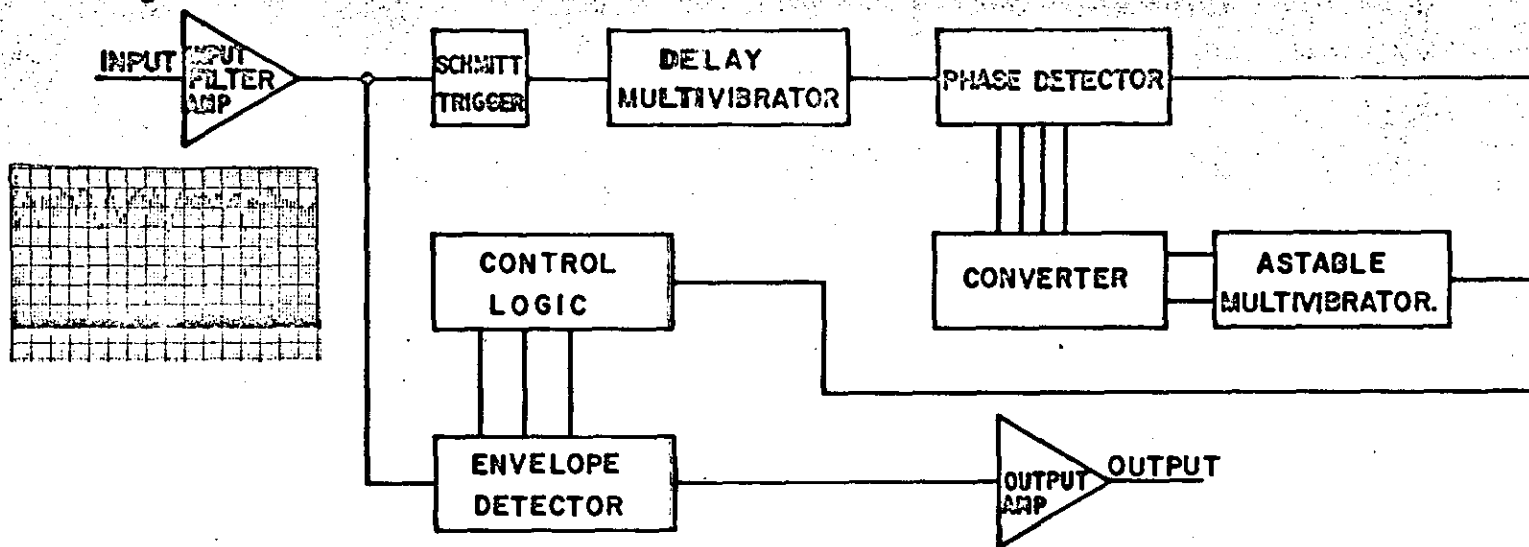 INPUT
INPUT
FILTER
AMP
SCHMITT
TRIGGER
DELAY
MULTIVIBRATOR
PHASE DETECTOR
CONTROL
LOGIC
CONVERTER
ASTABLE
MULTIVIBRATOR.
ENVELOPE
DETECTOR
OUTPUT
AMP
OUTPUT